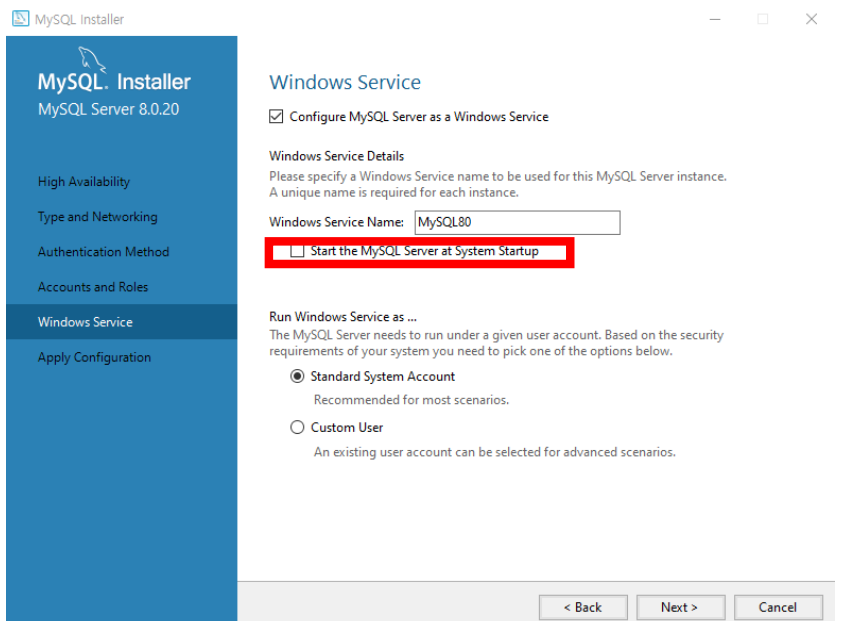 MySQL Installer
MySQL. Installer
MySQL Server 8.0.20
High Availability
Type and Networking
Authentication Method
Accounts and Roles
Windows Service
Apply Configuration
Windows Service
Configure MySQL Server as a Windows Service
Windows Service Details
Please specify a Windows Service name to be used for this MySQL Server instance.
A unique name is required for each instance.
Windows Service Name: MySQL80
Start the MySQL Server at System Startup
Run Windows Service as ...
The MySQL Server needs to run under a given user account. Based on the security
requirements of your system you need to pick one of the options below.
Standard System Account
Recommended for most scenarios.
Custom User
An existing user account can be selected for advanced scenarios.
< Back Next > Cancel